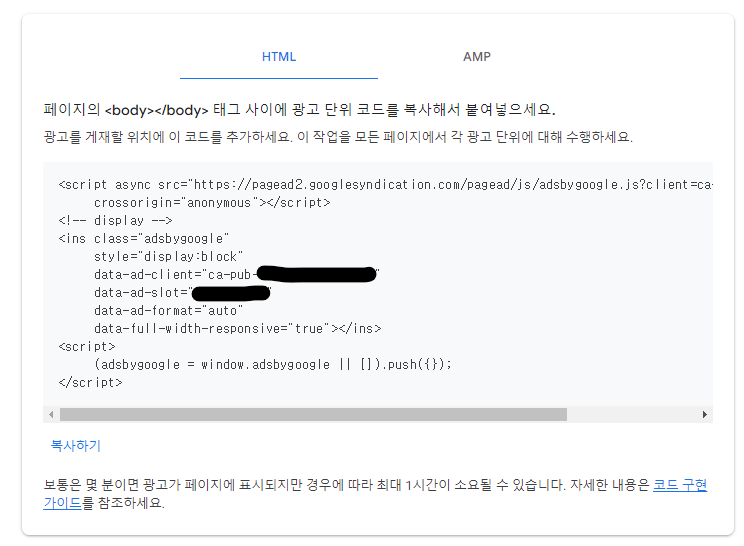 HTML
AMP
페이지의 <body></body> 태그 사이에 광고 단위 코드를 복사해서 붙여넣으세요.
광고를 게재할 위치에 이 코드를 추가하세요. 이 작업을 모든 페이지에서 각 광고 단위에 대해 수행하세요.
<script async src="https://pagead2.googlesyndication.com/pagead/js/adsbygoogle.js?client=ca-
crossorigin="anonymous"></script>
<!-- display -->
<ins class="adsbygoogle"
style="display:block"
data-ad-client="ca-pub-"
data-ad-slot=""
data-ad-format="auto"
data-full-width-responsive="true"></ins>
<script>
(adsbygoogle = window.adsbygoogle || []).push({});
</script>
복사하기
보통은 몇 분이면 광고가 페이지에 표시되지만 경우에 따라 최대 1시간이 소요될 수 있습니다. 자세한 내용은 코드 구현
가이드를 참조하세요.